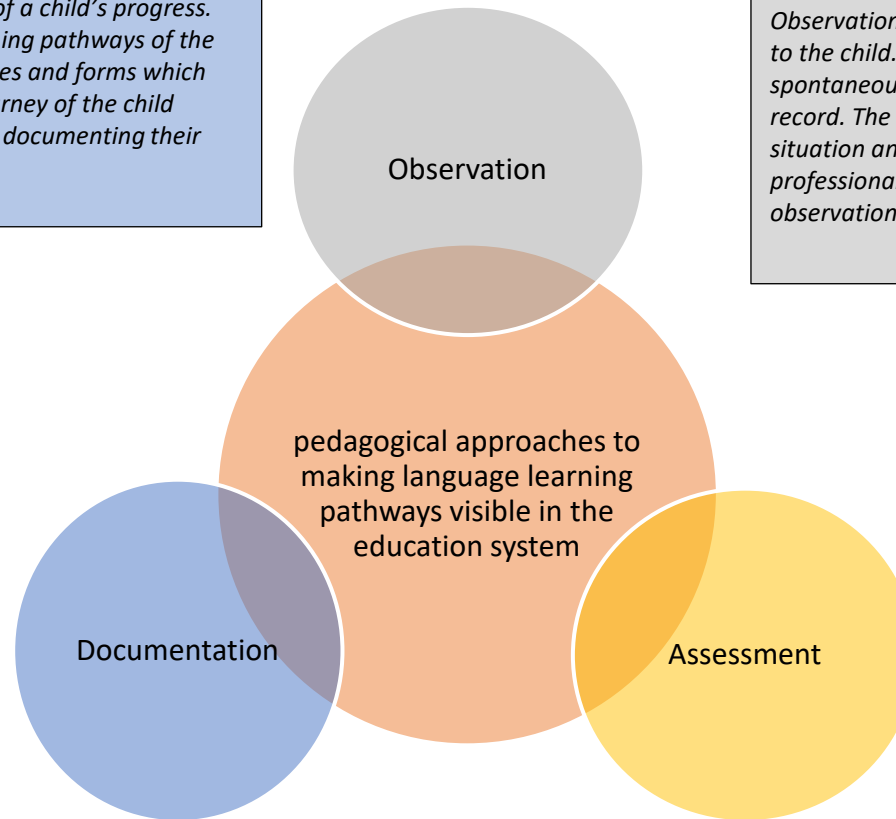 of a child's progress.
ing pathways of the
es and forms which
rney of the child
documenting their
Observation
to the child.
spontaneou
record. The
situation an
professiona
observation
Observation
pedagogical approaches to
making language learning
pathways visible in the
education system
Documentation
Assessment